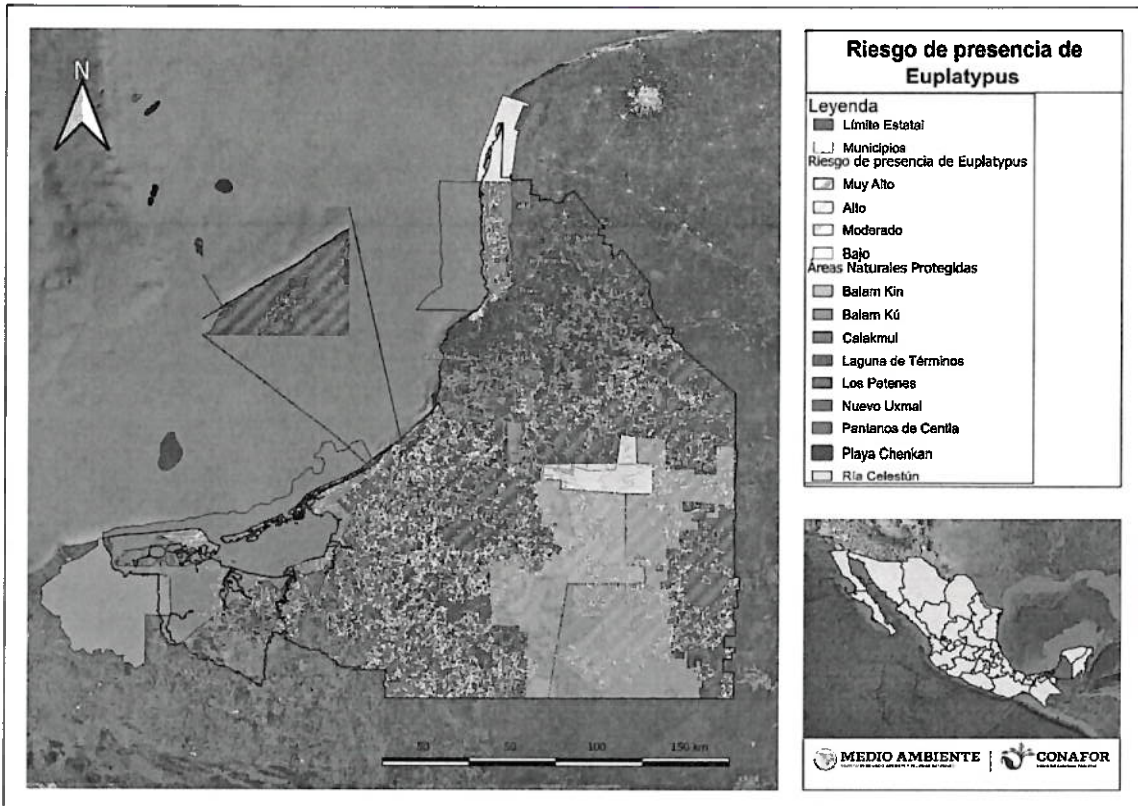 N
Riesgo de presencia de
Euplatypus
Leyenda
Límite Estatal
Municipios
Riesgo de presencia de Euplatypus
Muy Alto
Alto
Moderado
Bajo
Áreas Naturales Protegidas
Balam Kin
Balam Kú
Calakmul
Laguna de Términos
Los Petenes
Nuevo Uxmal
Pantanos de Centla
Playa Chenkan
Ría Celestún
50 50 100 150 km
MEDIO AMBIENTE | CONAFOR